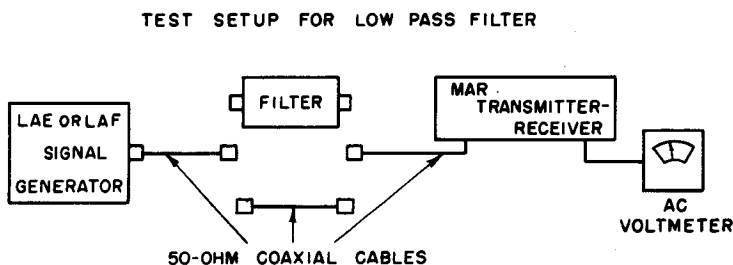 TEST SETUP FOR LOW PASS FILTER
LAE OR LAF
SIGNAL
GENERATOR
FILTER
MAR
TRANSMITTER-
RECEIVER
AC
VOLTMETER
50-OHM COAXIAL CABLES